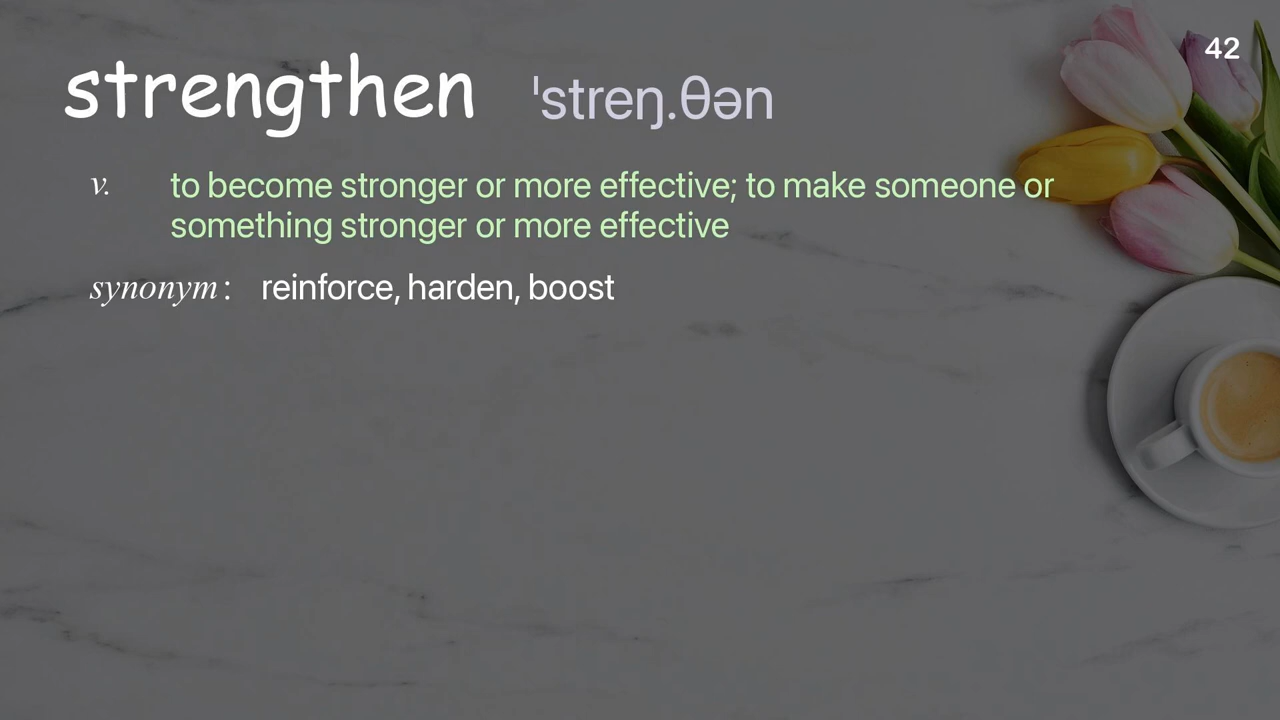 42
strengthen ˈstreŋ.θən
v. to become stronger or more effective; to make someone or
something stronger or more effective
synonym: reinforce, harden, boost